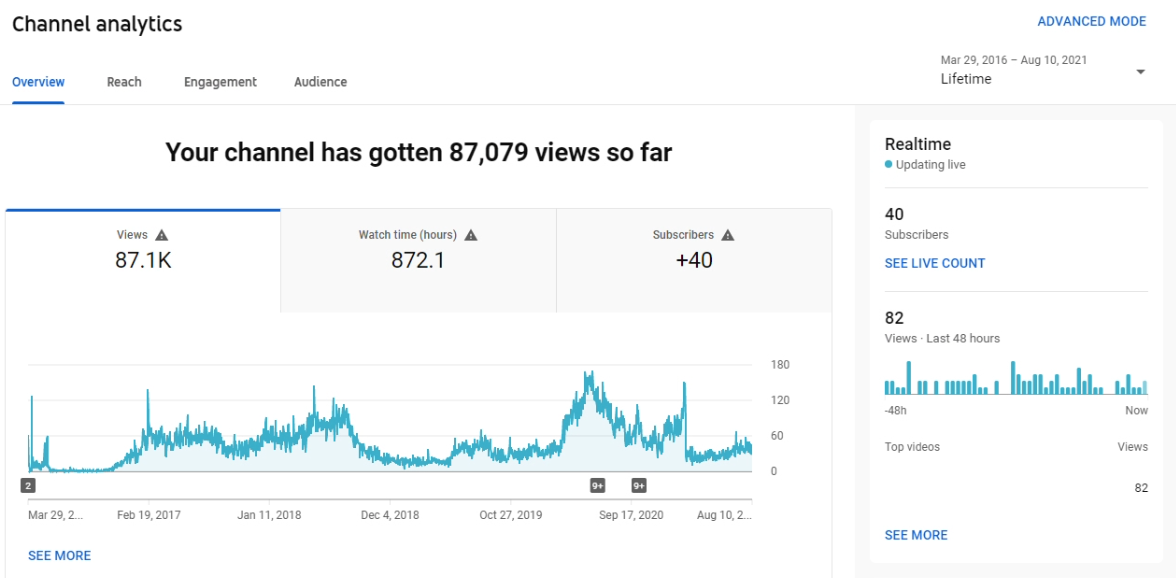 Channel analytics
ADVANCED MODE
Overview Reach Engagement Audience
Mar 29, 2016 – Aug 10, 2021
Lifetime
Your channel has gotten 87,079 views so far
Views
87.1K
Watch time (hours)
872.1
Subscribers
+40
180
120
60
0
2
9+
9+
Mar 29, 2... Feb 19, 2017 Jan 11, 2018 Dec 4, 2018 Oct 27, 2019 Sep 17, 2020 Aug 10, 2...
SEE MORE
Realtime
Updating live
40
Subscribers
SEE LIVE COUNT
82
Views · Last 48 hours
-48h Now
Top videos Views
82
SEE MORE